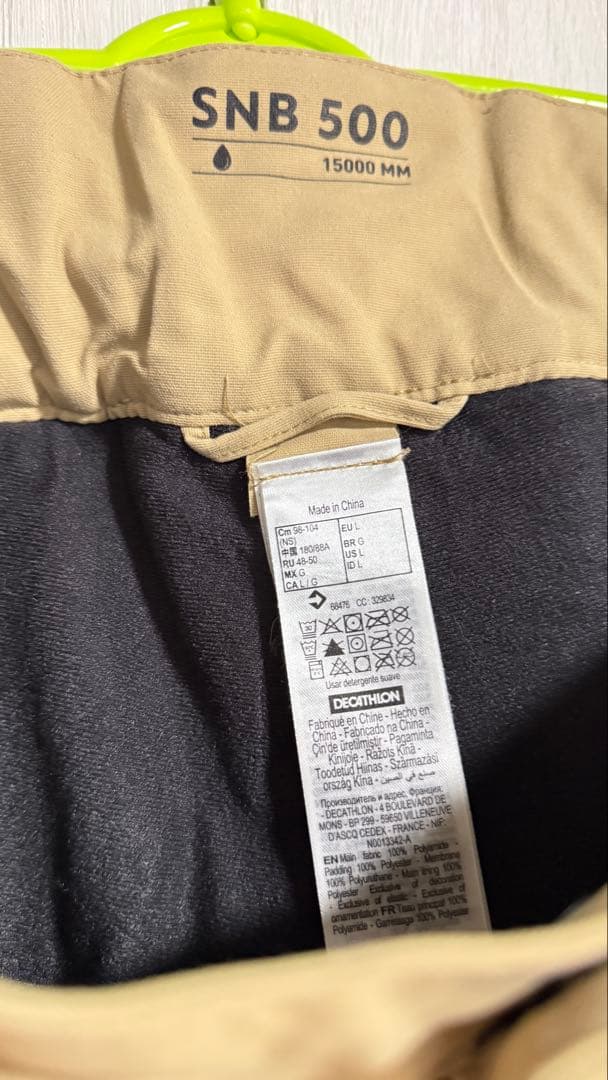 SNB 500
15000 MM
Made in China
Cm 98-104
(NS)
中国 180/88A
RU 48-50
MX G
CA L / G
EU L
BR G
US L
ID L
68476 CC: 329834
Usar detergente suave
DECATHLON
Fabriqué en Chine - Hecho en
China - Fabricado na China -
Çin'de üretilmiştir - Pagaminta
Kinijoje - Ražots Ķīnā -
Toodetud Hiinas - Származási
ország Kína - صنع في الصين
Производитель и адрес, Франция:
- DECATHLON - 4 BOULEVARD DE
MONS - BP 299 - 59650 VILLENEUVE
D'ASCQ CEDEX - FRANCE - NIF:
N0013342-A
EN Main fabric 100% Polyamide -
Padding 100% Polyester - Membrane
100% Polyurethane - Main lining 100%
Polyester Exclusive of decoration
- Exclusive of elastic - Exclusive of
ornamentation FR Tissu principal 100%
Polyamide - Garnissage 100% Polyester